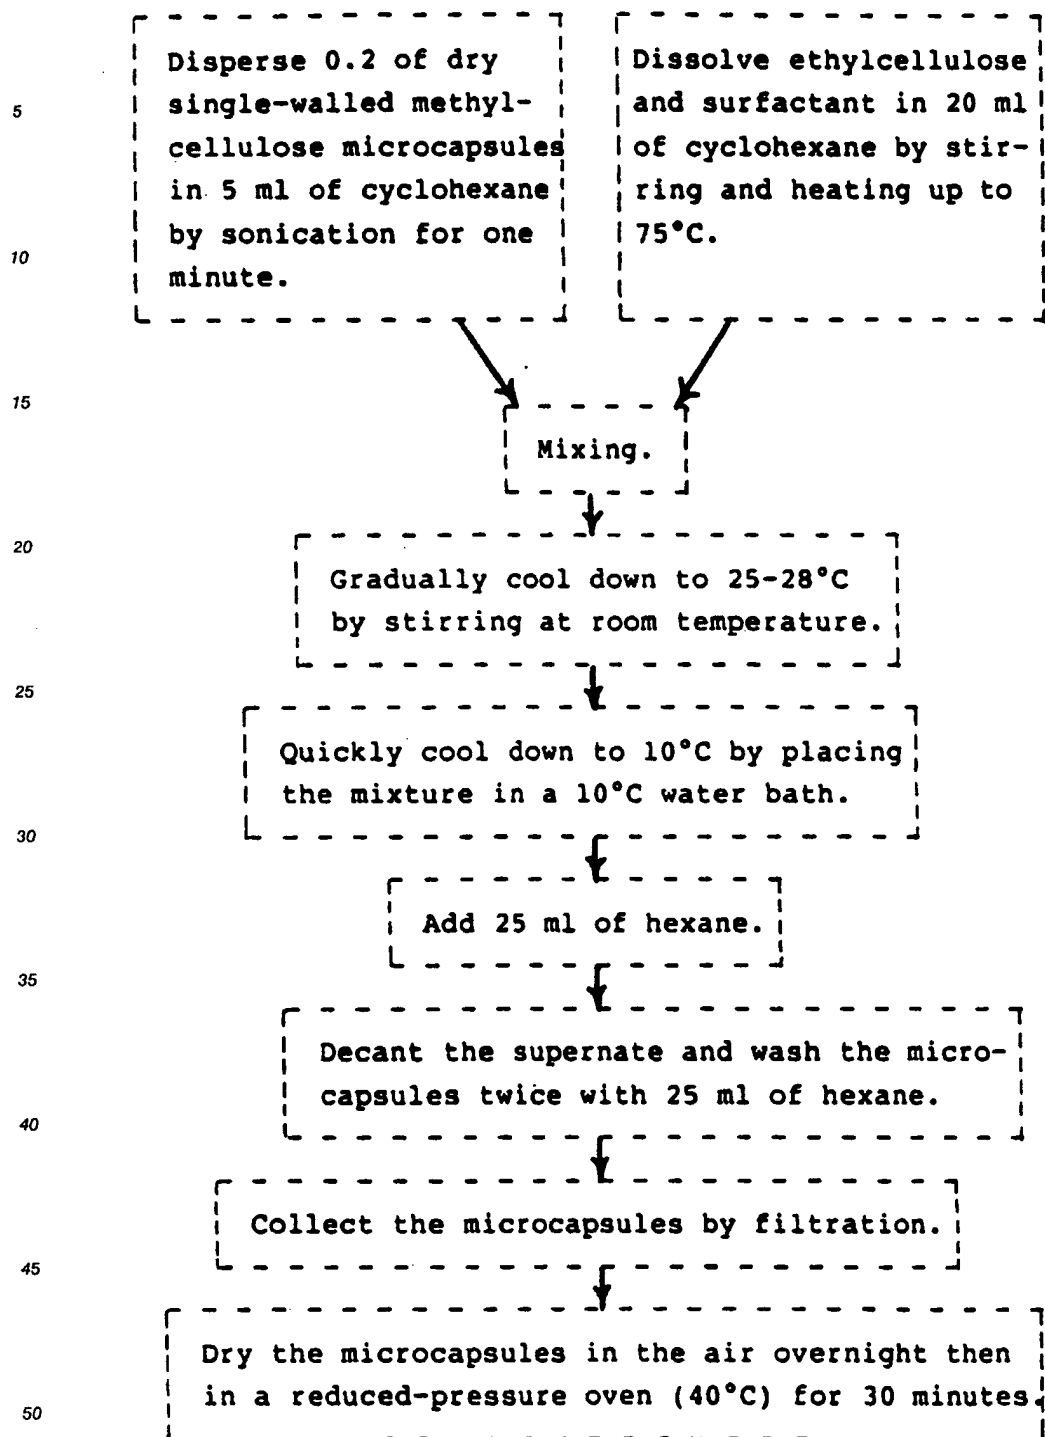 Disperse 0.2 of dry
single-walled methyl-
cellulose microcapsules
in 5 ml of cyclohexane
by sonication for one
minute.
Dissolve ethylcellulose
and surfactant in 20 ml
of cyclohexane by stir-
ring and heating up to
75°C.
Mixing.
Gradually cool down to 25-28°C
by stirring at room temperature.
Quickly cool down to 10°C by placing
the mixture in a 10°C water bath.
Add 25 ml of hexane.
Decant the supernate and wash the micro-
capsules twice with 25 ml of hexane.
Collect the microcapsules by filtration.
Dry the microcapsules in the air overnight then
in a reduced-pressure oven (40°C) for 30 minutes.
5
10
15
20
25
30
35
40
45
50